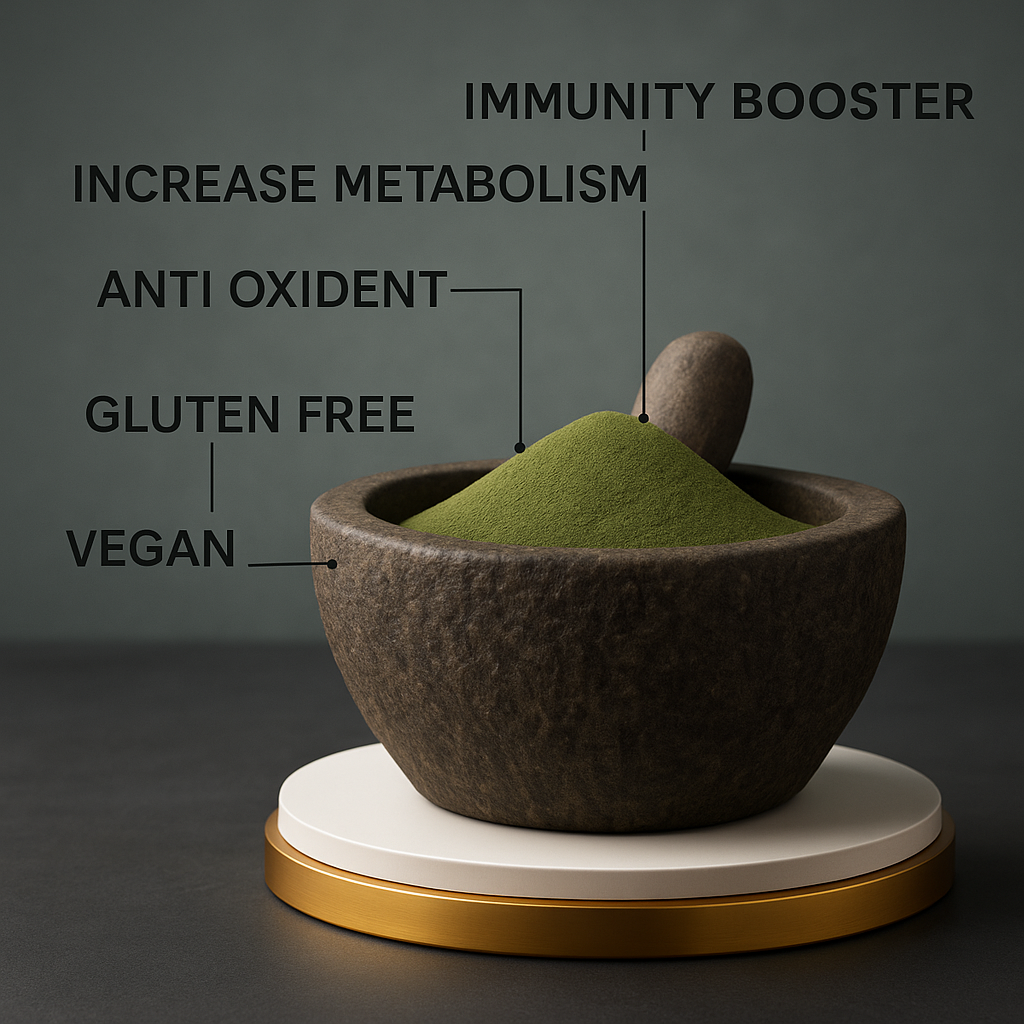 IMMUNITY BOOSTER
INCREASE METABOLISM
ANTI OXIDENT
GLUTEN FREE
VEGAN